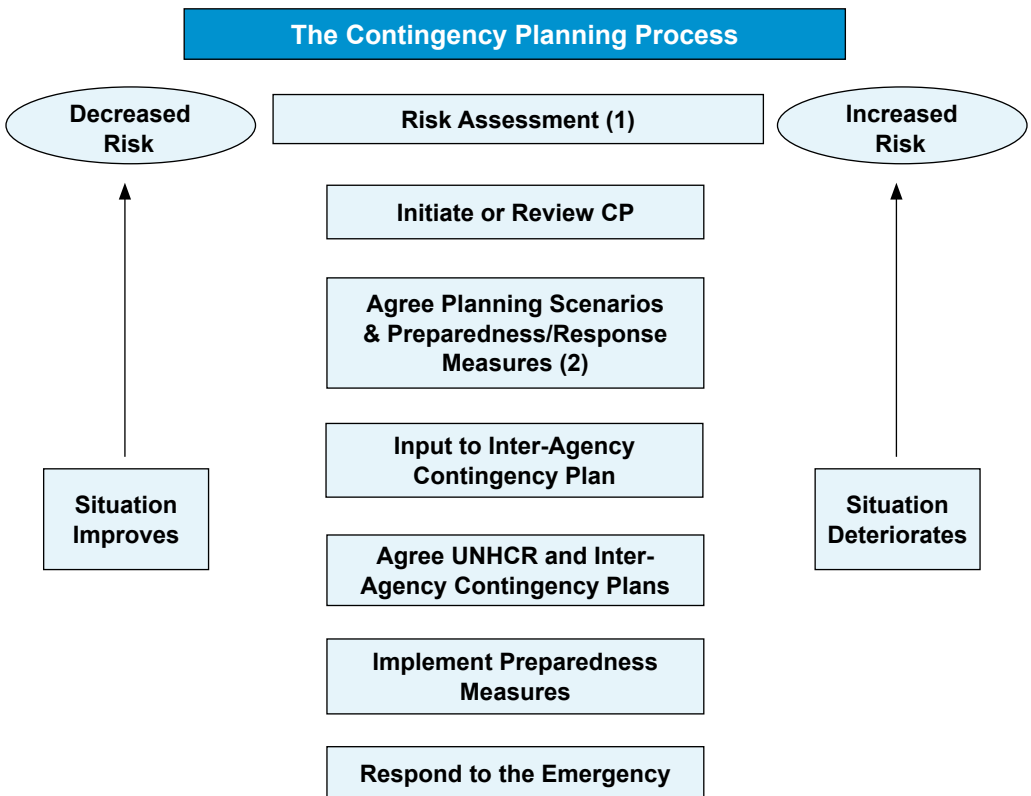 The Contingency Planning Process
Decreased
Risk
Risk Assessment (1)
Increased
Risk
Initiate or Review CP
Agree Planning Scenarios
& Preparedness/Response
Measures (2)
Input to Inter-Agency
Contingency Plan
Situation
Improves
Situation
Deteriorates
Agree UNHCR and Inter-
Agency Contingency Plans
Implement Preparedness
Measures
Respond to the Emergency